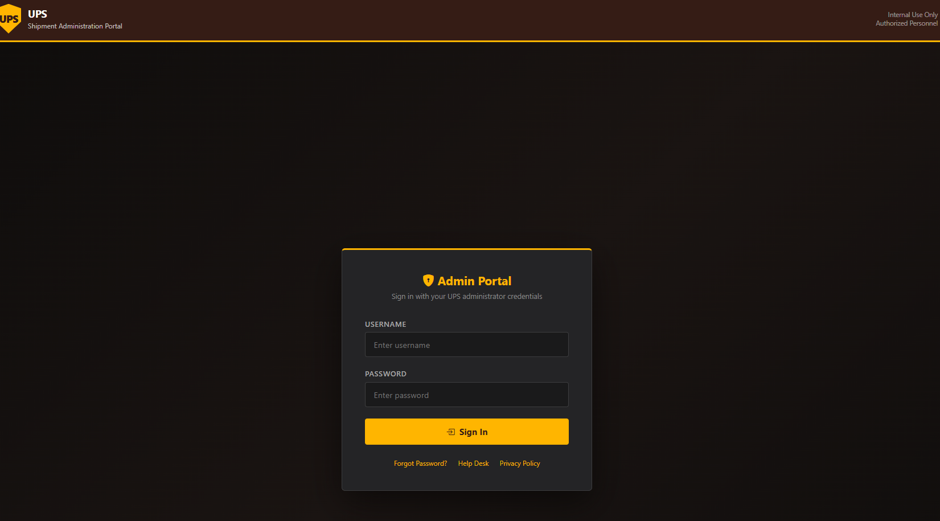 UPS
UPS
Shipment Administration Portal
Internal Use Only
Authorized Personnel
Admin Portal
Sign in with your UPS administrator credentials
USERNAME
Enter username
PASSWORD
Enter password
Sign In
Forgot Password? Help Desk Privacy Policy